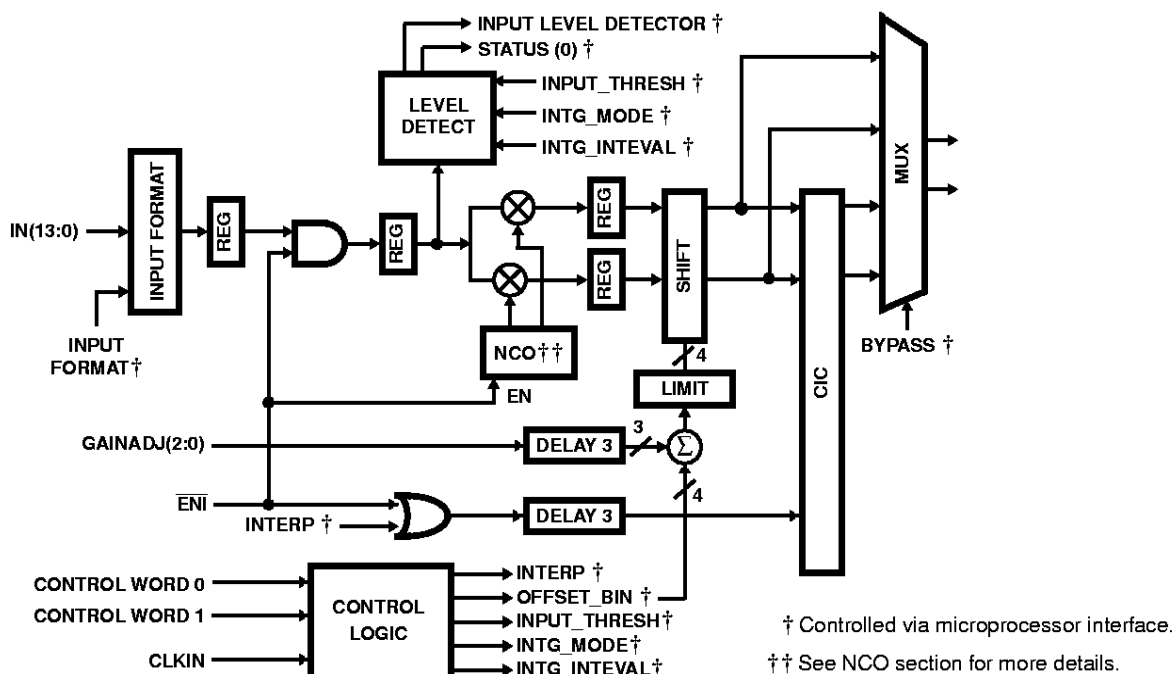 INPUT LEVEL DETECTOR †
STATUS (0) †
LEVEL
DETECT
INPUT_THRESH †
INTG_MODE †
INTG_INTEVAL †
IN(13:0)
INPUT FORMAT
REG
REG
REG
REG
SHIFT
MUX
INPUT
FORMAT †
NCO ††
EN
4
LIMIT
BYPASS †
CIC
GAINADJ(2:0)
DELAY 3
3
Σ
4
ENI
INTERP †
DELAY 3
CONTROL WORD 0
CONTROL WORD 1
CLKIN
CONTROL
LOGIC
INTERP †
OFFSET_BIN †
INPUT_THRESH †
INTG_MODE †
INTG_INTEVAL †
† Controlled via microprocessor interface.
†† See NCO section for more details.